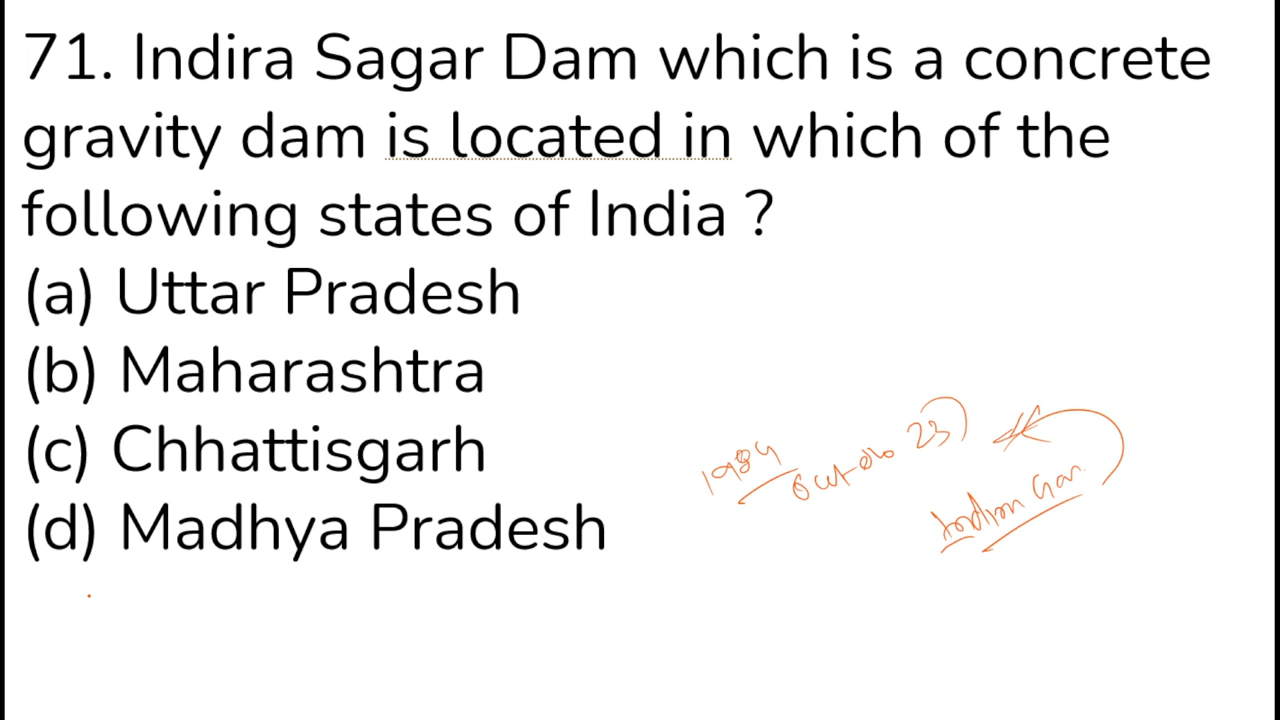 71. Indira Sagar Dam which is a concrete
gravity dam is located in which of the
following states of India ?
(a) Uttar Pradesh
(b) Maharashtra
(c) Chhattisgarh
(d) Madhya Pradesh
1984
23